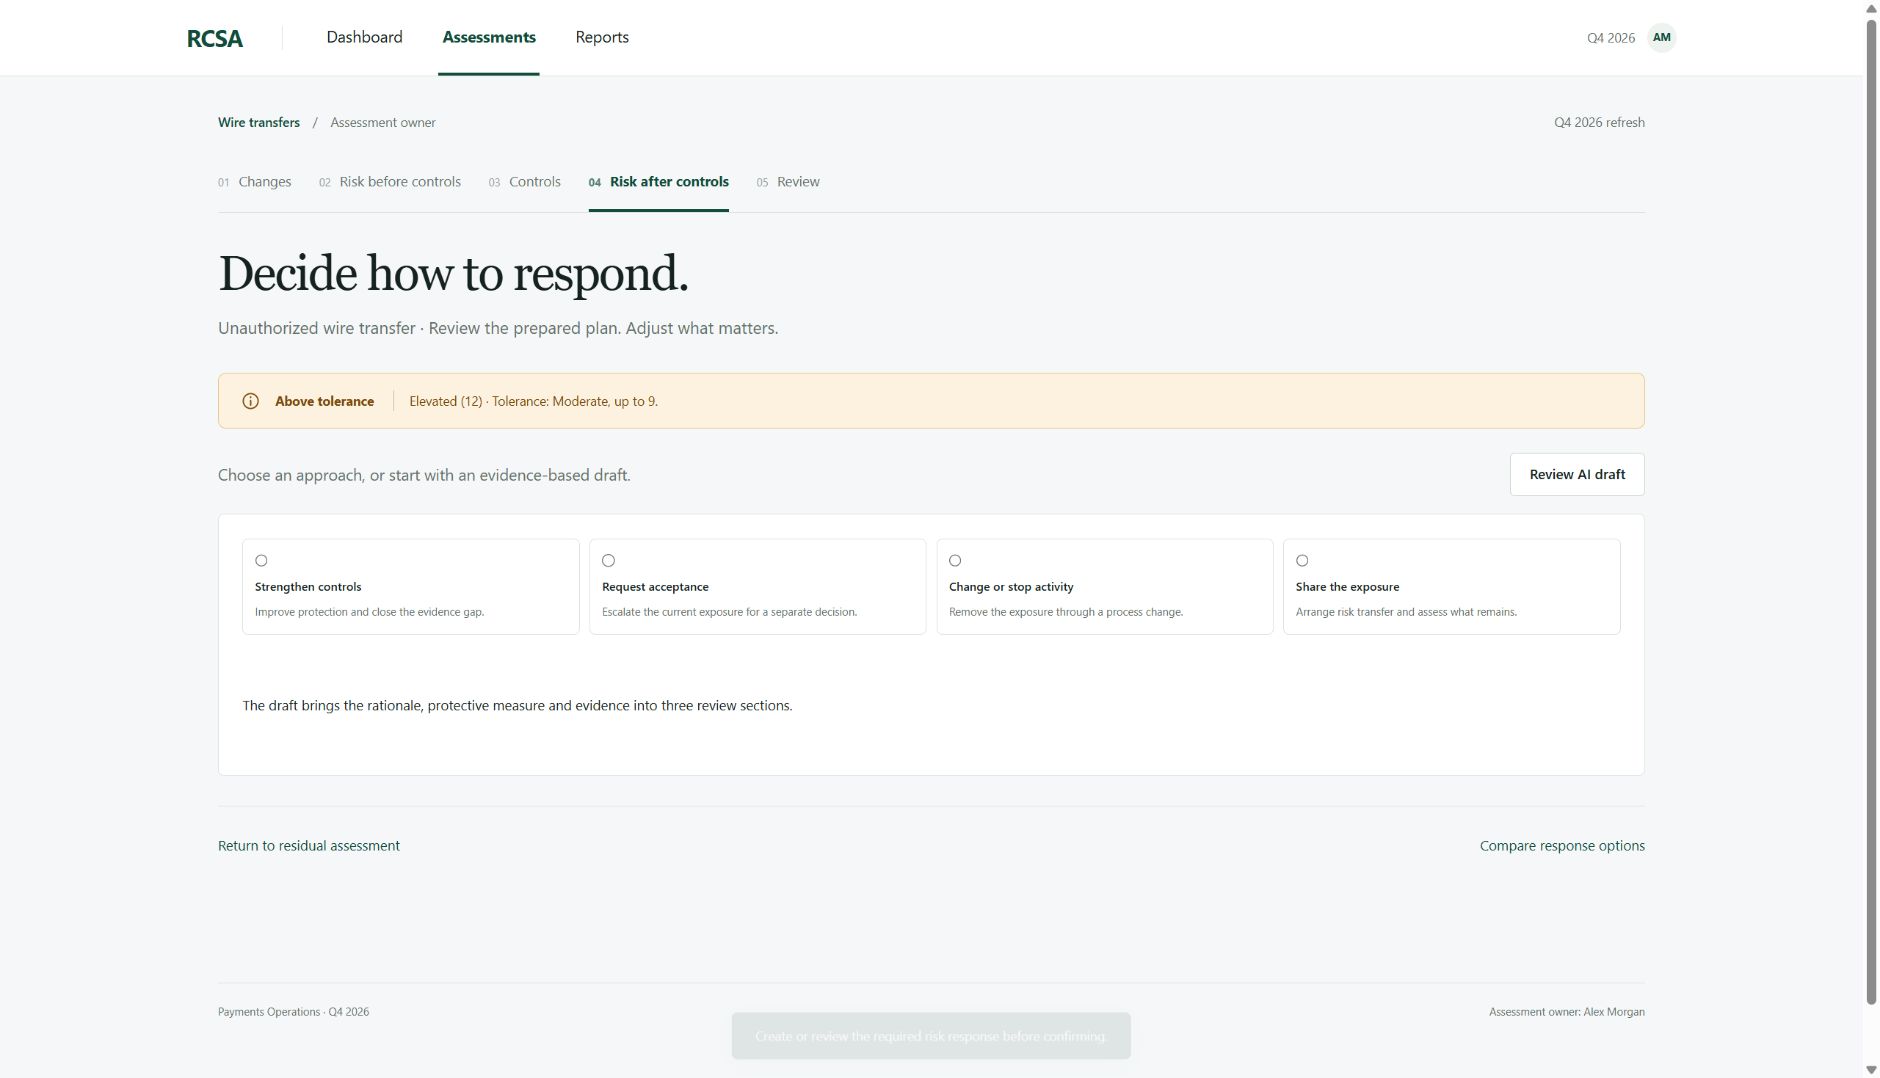 RCSA
Dashboard
Assessments
Reports
Q4 2026
AM
Wire transfers / Assessment owner
Q4 2026 refresh
01 Changes
02 Risk before controls
03 Controls
04 Risk after controls
05 Review
Decide how to respond.
Unauthorized wire transfer · Review the prepared plan. Adjust what matters.
Above tolerance
Elevated (12) · Tolerance: Moderate, up to 9.
Choose an approach, or start with an evidence-based draft.
Review AI draft
Strengthen controls
Improve protection and close the evidence gap.
Request acceptance
Escalate the current exposure for a separate decision.
Change or stop activity
Remove the exposure through a process change.
Share the exposure
Arrange risk transfer and assess what remains.
The draft brings the rationale, protective measure and evidence into three review sections.
Return to residual assessment
Compare response options
Payments Operations · Q4 2026
Assessment owner: Alex Morgan
Create or review the required risk response before confirming.